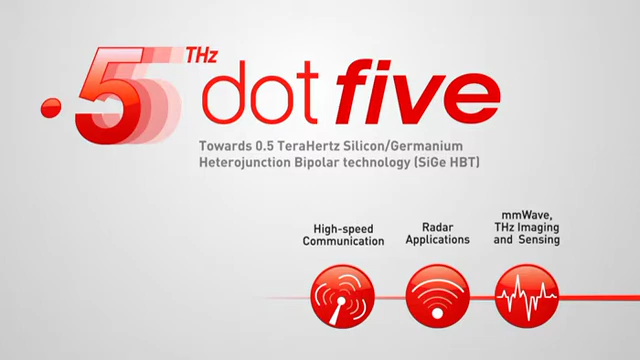 .5 THz
dot five
Towards 0.5 TeraHertz Silicon/Germanium
Heterojunction Bipolar technology (SiGe HBT)
High-speed
Communication
Radar
Applications
mmWave,
THz Imaging
and Sensing